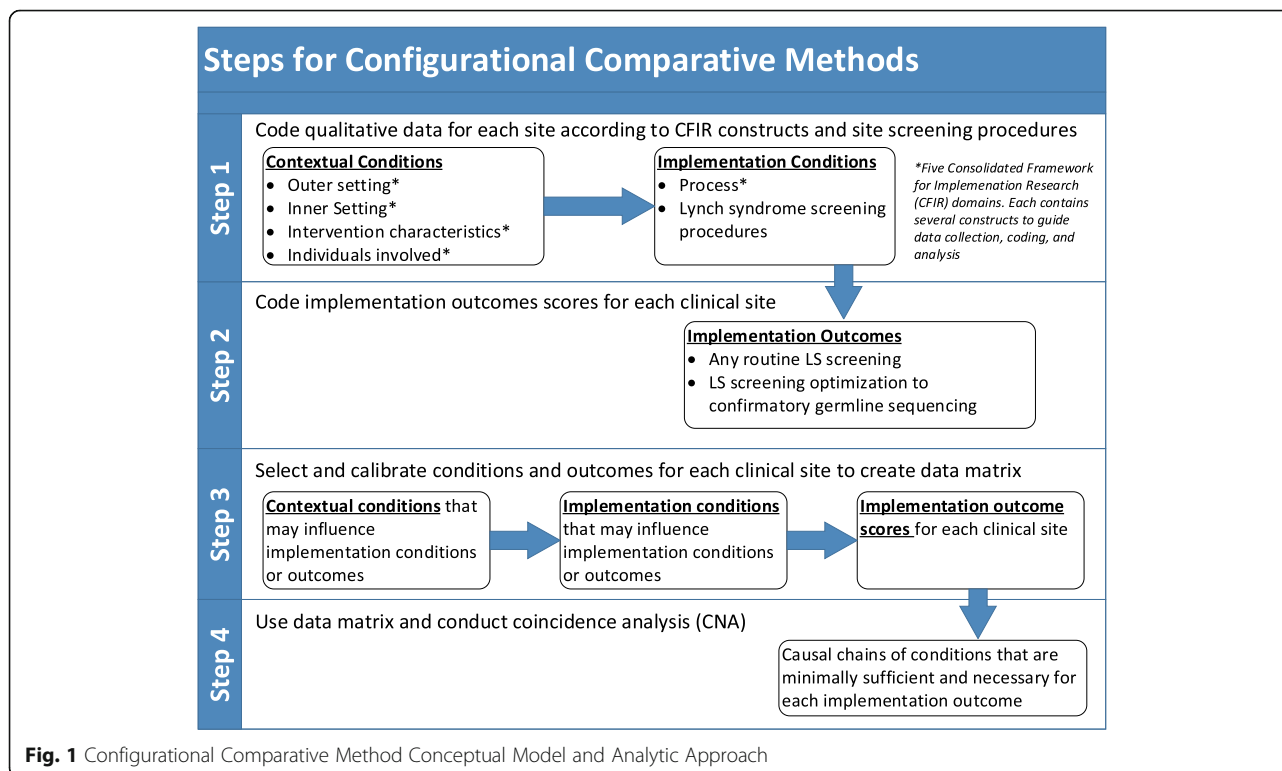 Steps for Configurational Comparative Methods
Step 1
Code qualitative data for each site according to CFIR constructs and site screening procedures
Contextual Conditions
• Outer setting*
• Inner Setting*
• Intervention characteristics*
• Individuals involved*
Implementation Conditions
• Process*
• Lynch syndrome screening
procedures
*Five Consolidated Framework
for Implemenation Research
(CFIR) domains. Each contains
several constructs to guide
data collection, coding, and
analysis
Step 2
Code implementation outcomes scores for each clinical site
Implementation Outcomes
• Any routine LS screening
• LS screening optimization to
confirmatory germline sequencing
Step 3
Select and calibrate conditions and outcomes for each clinical site to create data matrix
Contextual conditions that
may influence
implementation conditions
or outcomes
Implementation conditions
that may influence
implementation conditions
or outcomes
Implementation outcome
scores for each clinical site
Step 4
Use data matrix and conduct coincidence analysis (CNA)
Causal chains of conditions that are
minimally sufficient and necessary for
each implementation outcome
Fig. 1 Configurational Comparative Method Conceptual Model and Analytic Approach